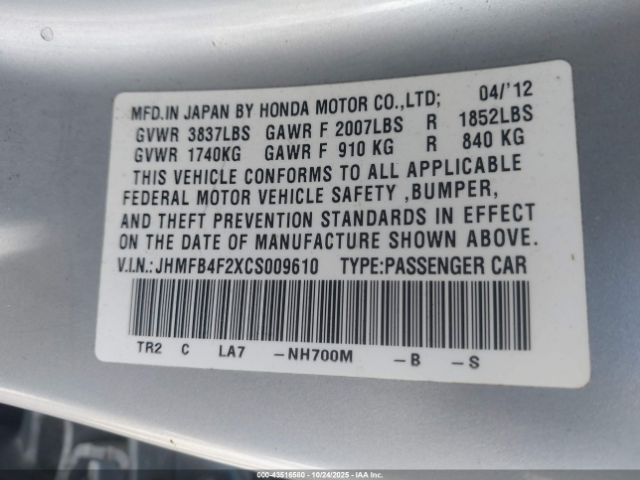 MFD.IN JAPAN BY HONDA MOTOR CO.,LTD; 04/'12
GVWR 3837LBS GAWR F 2007LBS R 1852LBS
GVWR 1740KG GAWR F 910 KG R 840 KG
THIS VEHICLE CONFORMS TO ALL APPLICABLE
FEDERAL MOTOR VEHICLE SAFETY ,BUMPER,
AND THEFT PREVENTION STANDARDS IN EFFECT
ON THE DATE OF MANUFACTURE SHOWN ABOVE.
V.I.N.:JHMFB4F2XCS009610 TYPE:PASSENGER CAR
TR2 C LA7 -NH700M -B -S
000-43516560 - 10/24/2025 - IAAI.COM